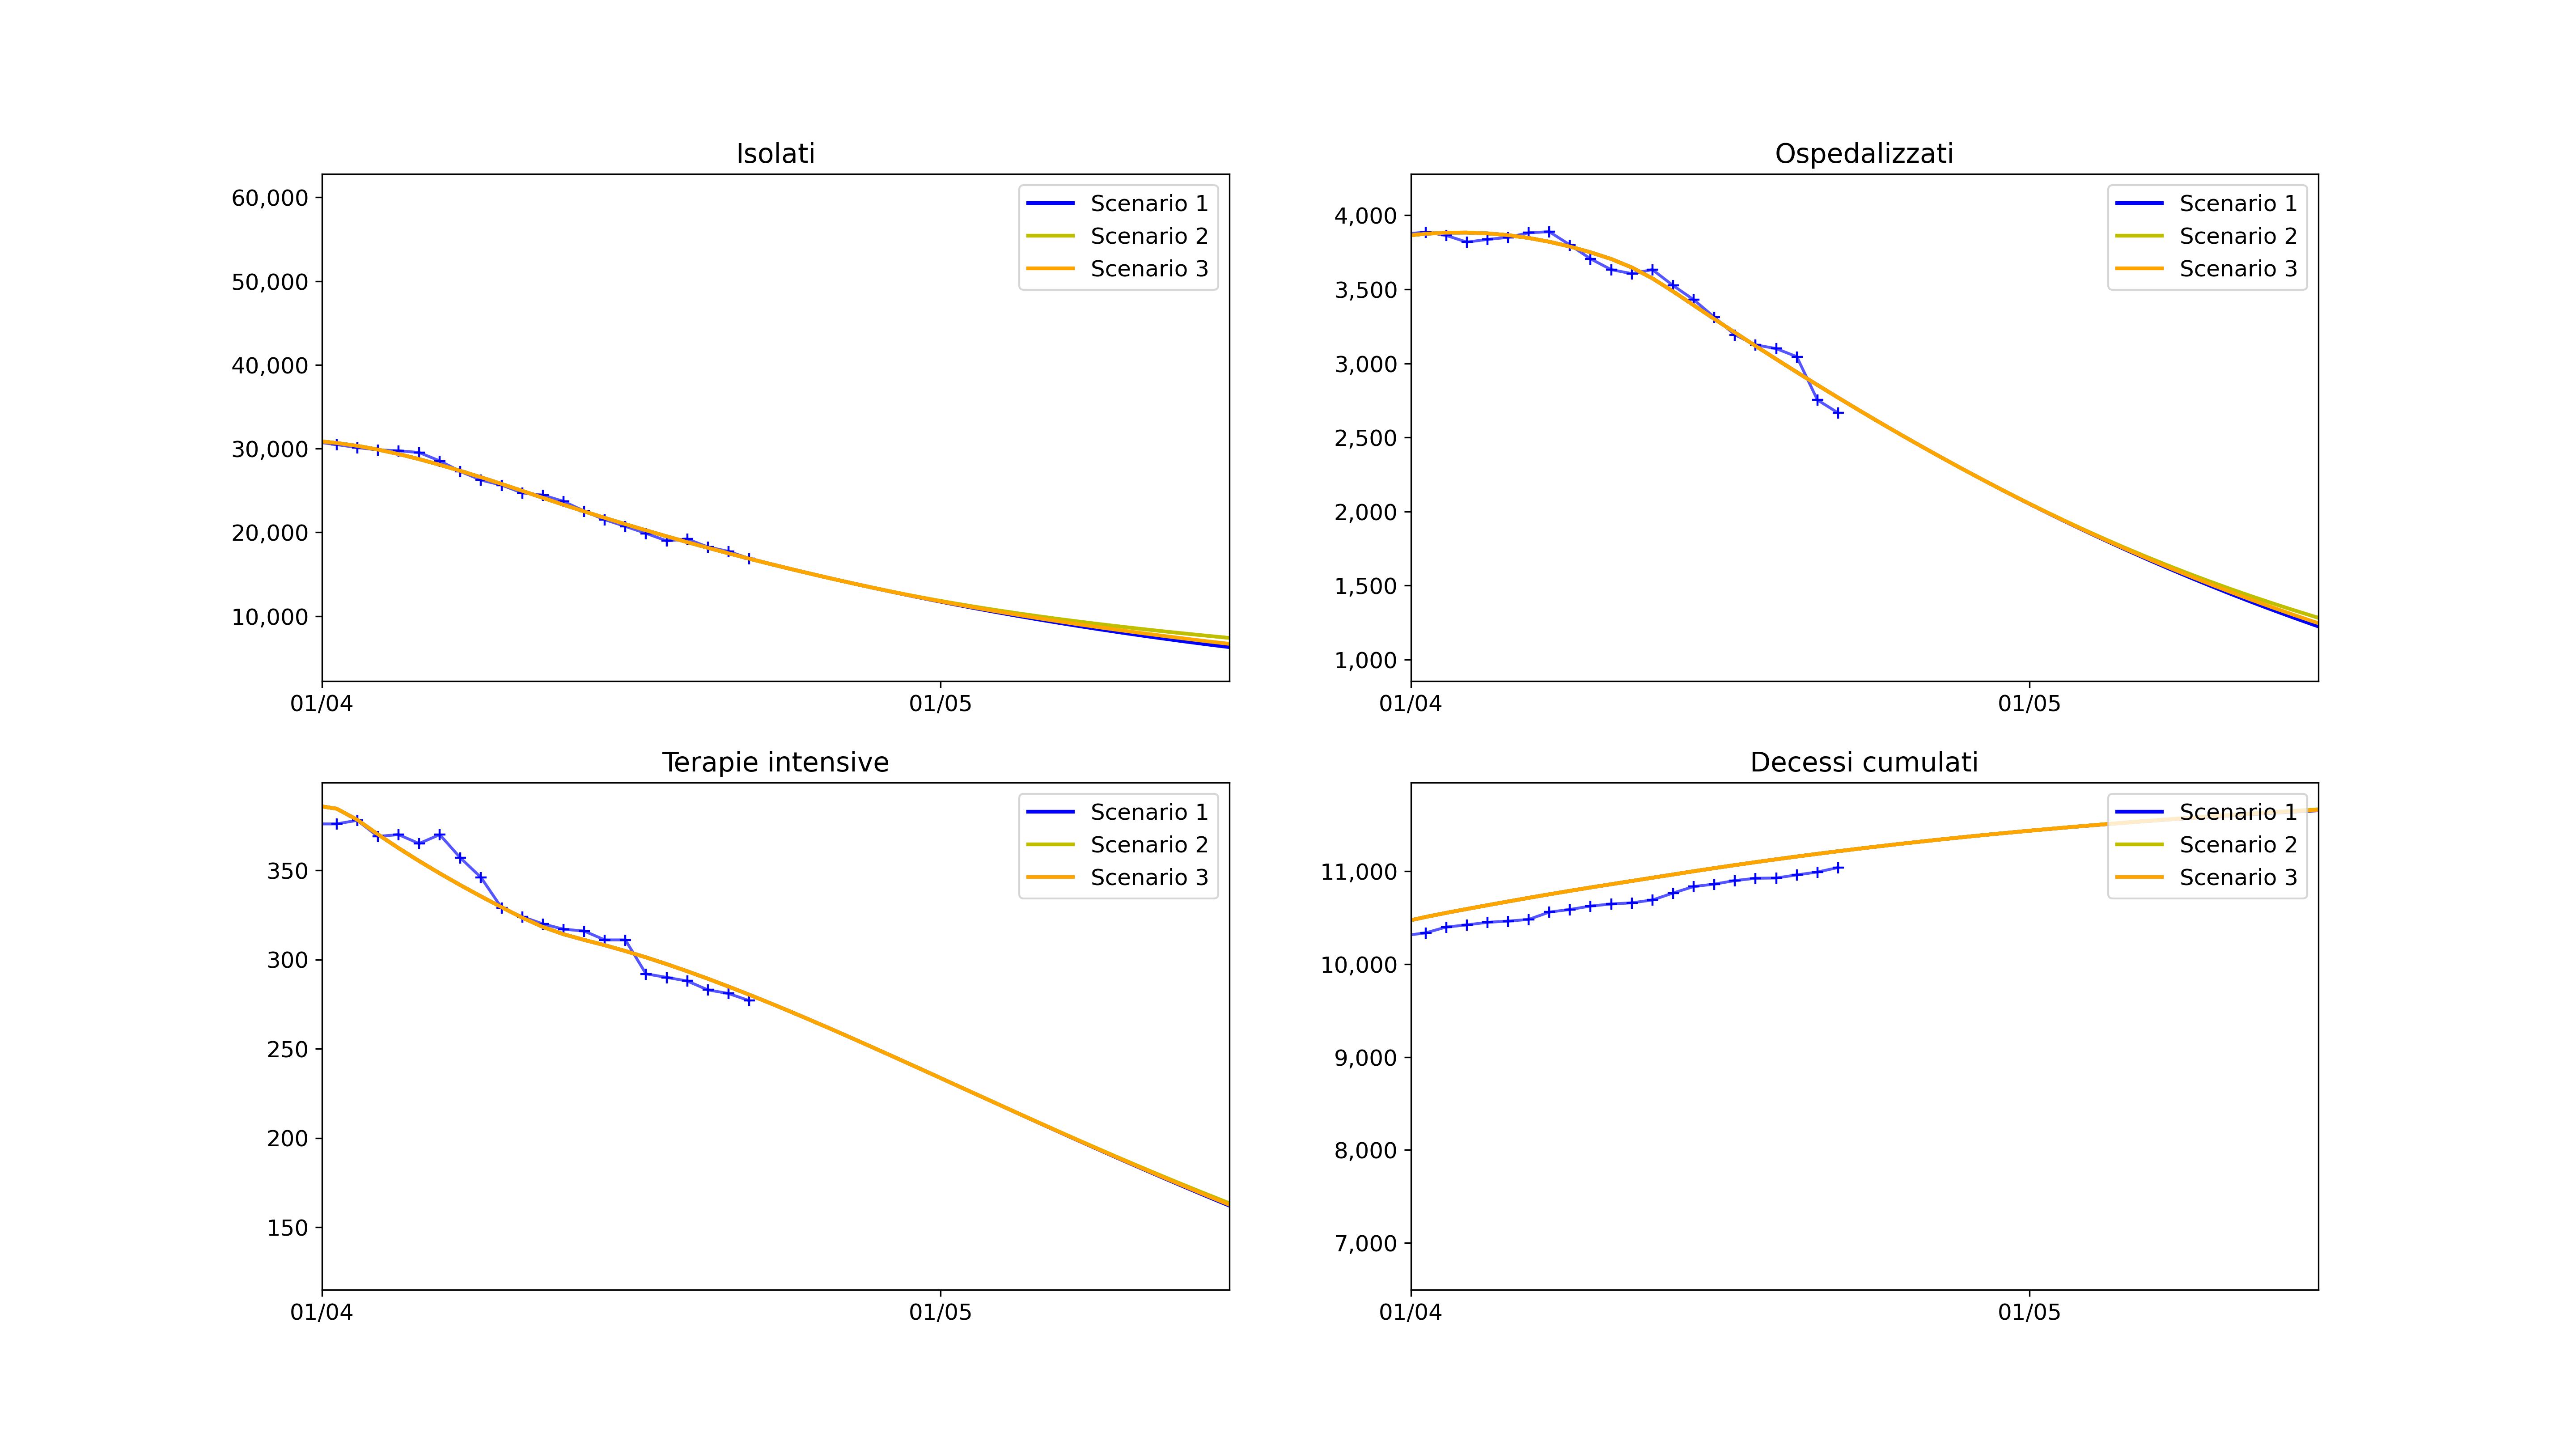 Isolati
60,000
50,000
40,000
30,000
20,000
10,000
01/04 01/05
Scenario 1
Scenario 2
Scenario 3
Ospedalizzati
4,000
3,500
3,000
2,500
2,000
1,500
1,000
01/04 01/05
Scenario 1
Scenario 2
Scenario 3
Terapie intensive
350
300
250
200
150
01/04 01/05
Scenario 1
Scenario 2
Scenario 3
Decessi cumulati
11,000
10,000
9,000
8,000
7,000
01/04 01/05
Scenario 1
Scenario 2
Scenario 3